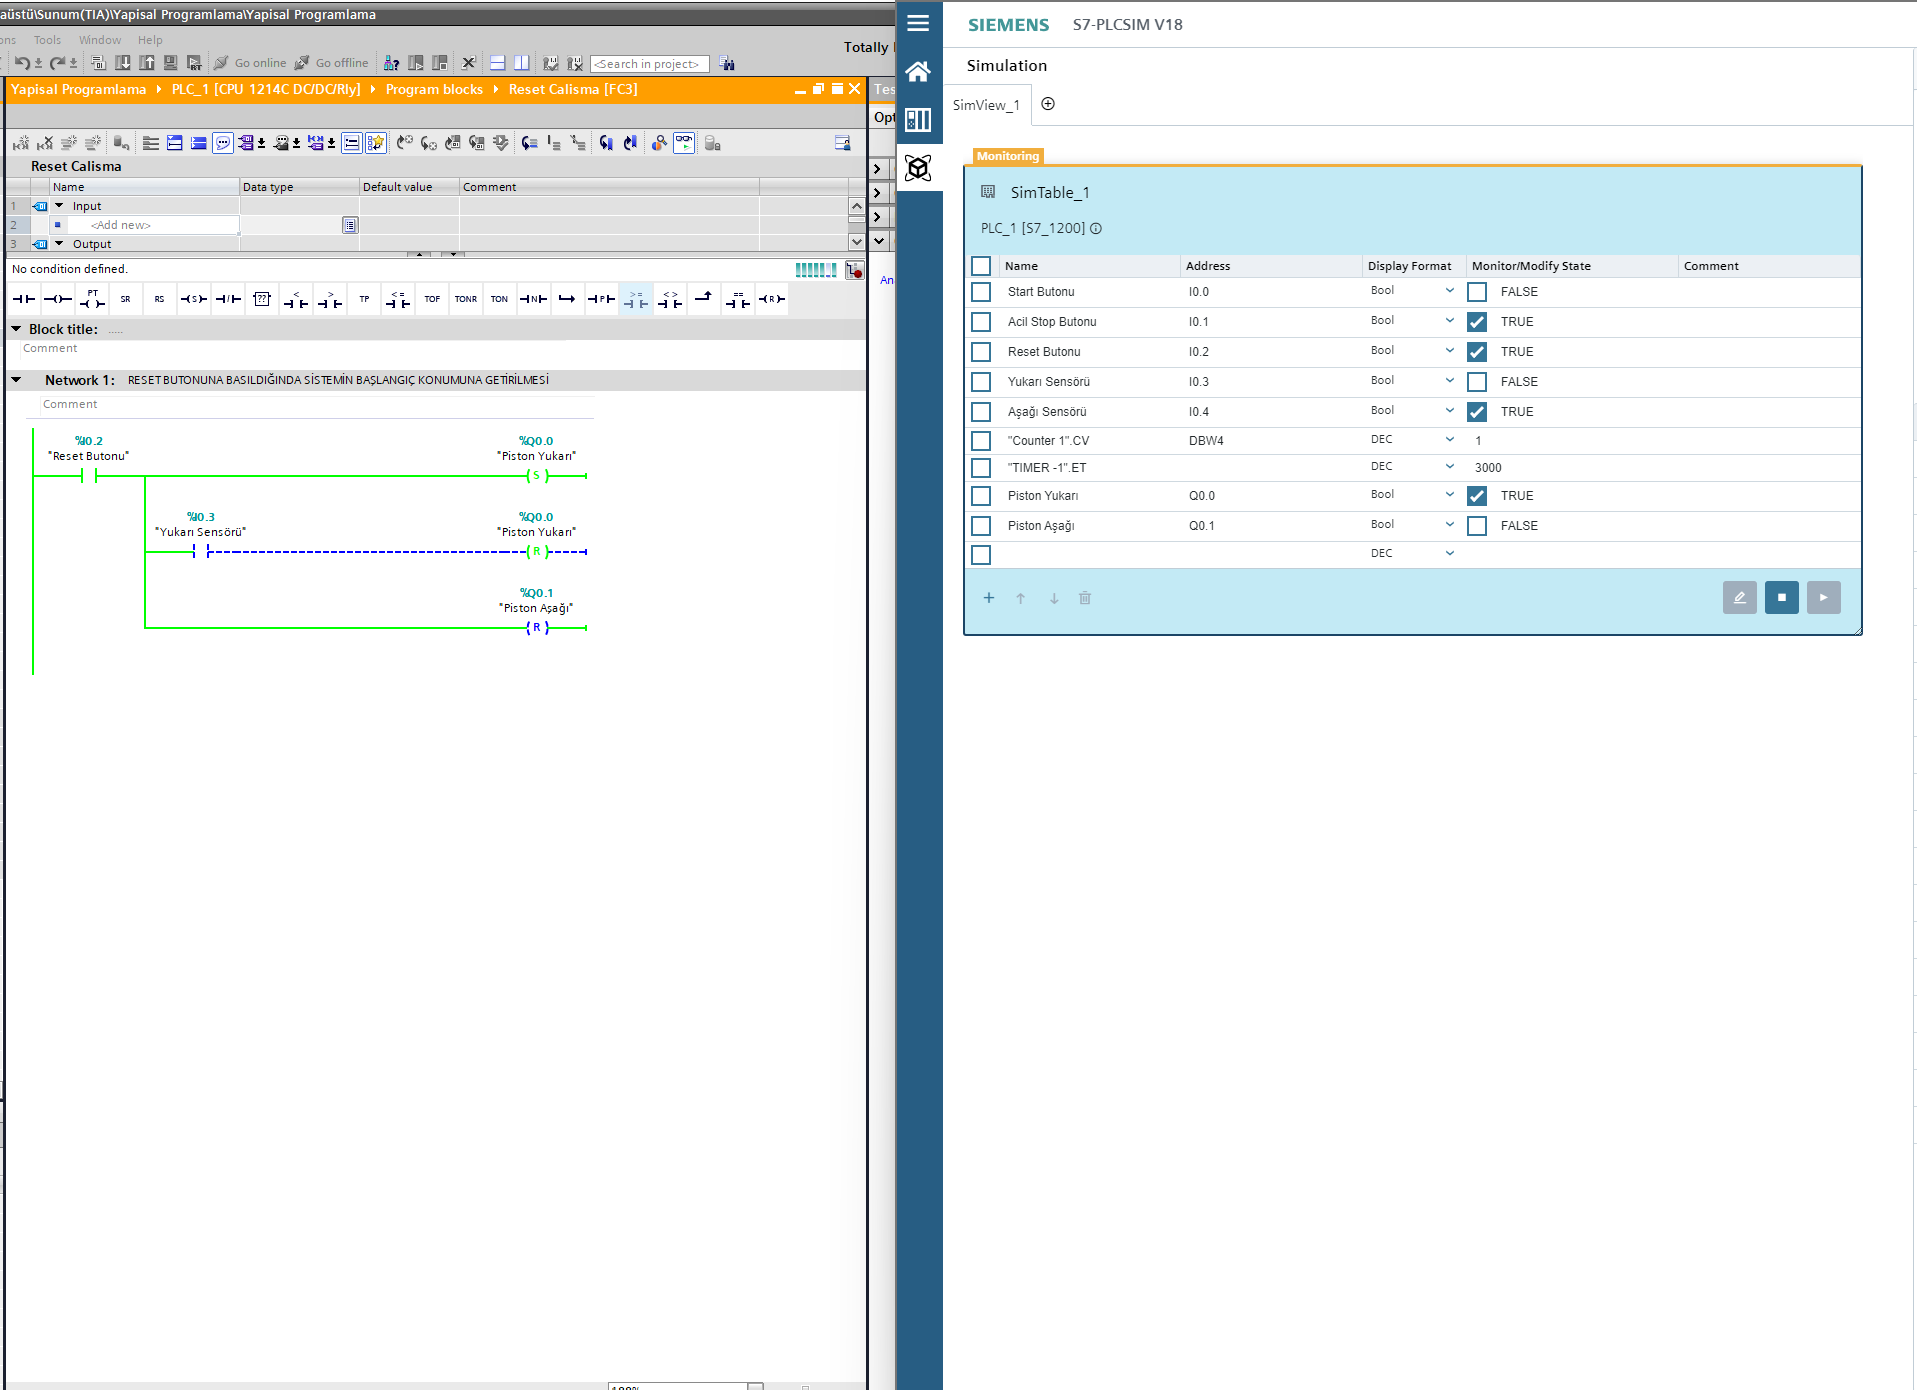 aüstü\Sunum(TIA)\Yapisal Programlama\Yapisal Programlama
ons Tools Window Help
Totally
Go online Go offline <Search in project>
Yapisal Programlama PLC_1 [CPU 1214C DC/DC/Rly] Program blocks Reset Calisma [FC3]
Tes
Opt
Reset Calisma
Name Data type Default value Comment
1 Input
2 <Add new>
3 Output
No condition defined.
An
PT
SR RS S / ?? < > TP <= TOF TONR TON N P >= <> == R
Block title: .....
Comment
Network 1: RESET BUTONUNA BASILDIĞINDA SİSTEMİN BAŞLANGIÇ KONUMUNA GETİRİLMESİ
Comment
%I0.2
"Reset Butonu"
%Q0.0
"Piston Yukarı"
S
%I0.3
"Yukarı Sensörü"
%Q0.0
"Piston Yukarı"
R
%Q0.1
"Piston Aşağı"
R
SIEMENS S7-PLCSIM V18
Simulation
SimView_1
Monitoring
SimTable_1
PLC_1 [S7_1200]
Name Address Display Format Monitor/Modify State Comment
Start Butonu I0.0 Bool FALSE
Acil Stop Butonu I0.1 Bool TRUE
Reset Butonu I0.2 Bool TRUE
Yukarı Sensörü I0.3 Bool FALSE
Aşağı Sensörü I0.4 Bool TRUE
"Counter 1".CV DBW4 DEC 1
"TIMER -1".ET DEC 3000
Piston Yukarı Q0.0 Bool TRUE
Piston Aşağı Q0.1 Bool FALSE
DEC